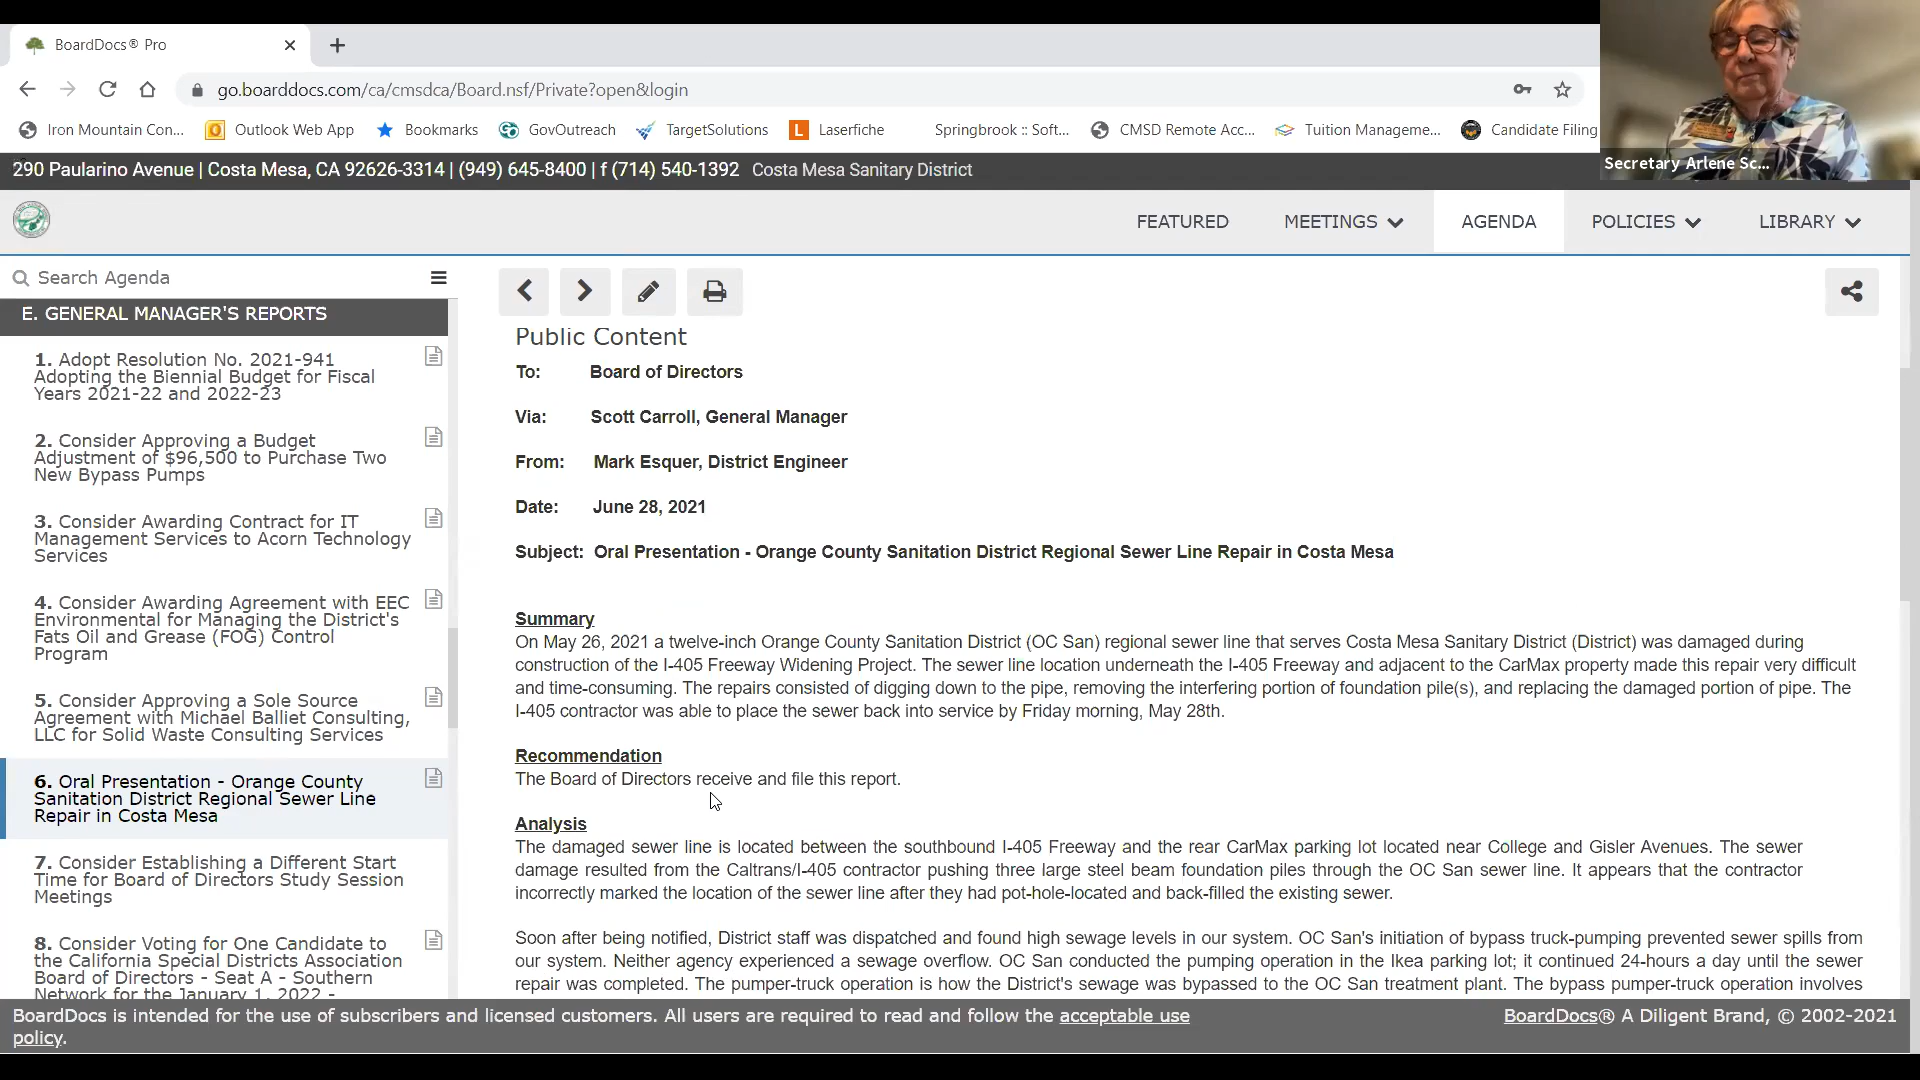 BoardDocs® Pro
go.boarddocs.com/ca/cmsdca/Board.nsf/Private?open&login
Iron Mountain Con...
Outlook Web App
Bookmarks
GovOutreach
TargetSolutions
Laserfiche
Springbrook :: Soft...
CMSD Remote Acc...
Tuition Manageme...
Candidate Filing
Secretary Arlene Sc...
290 Paularino Avenue | Costa Mesa, CA 92626-3314 | (949) 645-8400 | f (714) 540-1392 Costa Mesa Sanitary District
FEATURED
MEETINGS
AGENDA
POLICIES
LIBRARY
Search Agenda
E. GENERAL MANAGER'S REPORTS
1. Adopt Resolution No. 2021-941
Adopting the Biennial Budget for Fiscal
Years 2021-22 and 2022-23
2. Consider Approving a Budget
Adjustment of $96,500 to Purchase Two
New Bypass Pumps
3. Consider Awarding Contract for IT
Management Services to Acorn Technology
Services
4. Consider Awarding Agreement with EEC
Environmental for Managing the District's
Fats Oil and Grease (FOG) Control
Program
5. Consider Approving a Sole Source
Agreement with Michael Balliet Consulting,
LLC for Solid Waste Consulting Services
6. Oral Presentation - Orange County
Sanitation District Regional Sewer Line
Repair in Costa Mesa
7. Consider Establishing a Different Start
Time for Board of Directors Study Session
Meetings
8. Consider Voting for One Candidate to
the California Special Districts Association
Board of Directors - Seat A - Southern
Network for the January 1, 2022 -
Public Content
To: Board of Directors
Via: Scott Carroll, General Manager
From: Mark Esquer, District Engineer
Date: June 28, 2021
Subject: Oral Presentation - Orange County Sanitation District Regional Sewer Line Repair in Costa Mesa
Summary
On May 26, 2021 a twelve-inch Orange County Sanitation District (OC San) regional sewer line that serves Costa Mesa Sanitary District (District) was damaged during
construction of the I-405 Freeway Widening Project. The sewer line location underneath the I-405 Freeway and adjacent to the CarMax property made this repair very difficult
and time-consuming. The repairs consisted of digging down to the pipe, removing the interfering portion of foundation pile(s), and replacing the damaged portion of pipe. The
I-405 contractor was able to place the sewer back into service by Friday morning, May 28th.
Recommendation
The Board of Directors receive and file this report.
Analysis
The damaged sewer line is located between the southbound I-405 Freeway and the rear CarMax parking lot located near College and Gisler Avenues. The sewer
damage resulted from the Caltrans/I-405 contractor pushing three large steel beam foundation piles through the OC San sewer line. It appears that the contractor
incorrectly marked the location of the sewer line after they had pot-hole-located and back-filled the existing sewer.
Soon after being notified, District staff was dispatched and found high sewage levels in our system. OC San's initiation of bypass truck-pumping prevented sewer spills from
our system. Neither agency experienced a sewage overflow. OC San conducted the pumping operation in the Ikea parking lot; it continued 24-hours a day until the sewer
repair was completed. The pumper-truck operation is how the District's sewage was bypassed to the OC San treatment plant. The bypass pumper-truck operation involves
BoardDocs is intended for the use of subscribers and licensed customers. All users are required to read and follow the acceptable use
policy.
BoardDocs® A Diligent Brand, © 2002-2021